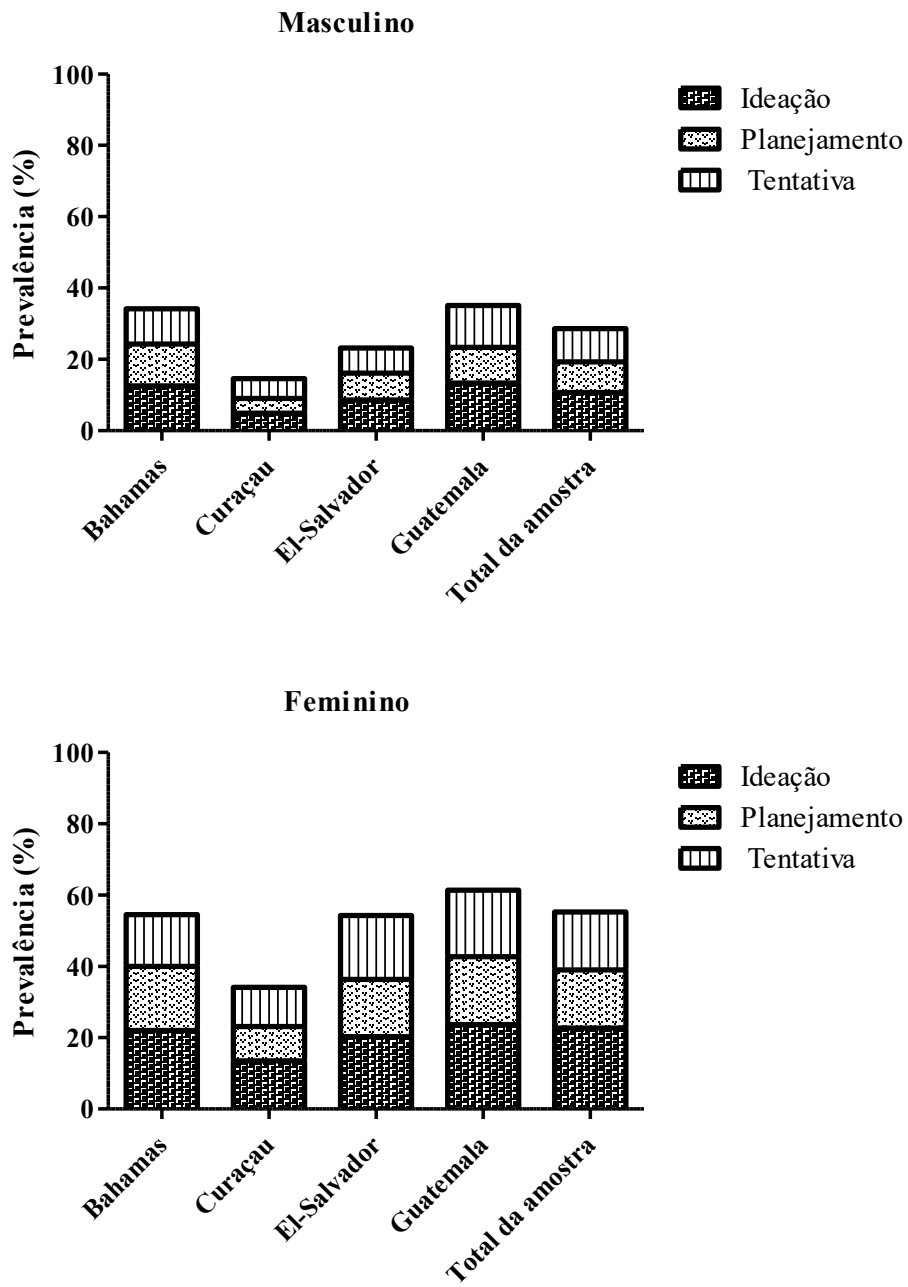 Masculino
100
80
60
40
20
0
Prevalência (%)
Ideação
Planejamento
Tentativa
Bahamas
Curaçau
El-Salvador
Guatemala
Total da amostra
Feminino
100
80
60
40
20
0
Prevalência (%)
Ideação
Planejamento
Tentativa
Bahamas
Curaçau
El-Salvador
Guatemala
Total da amostra